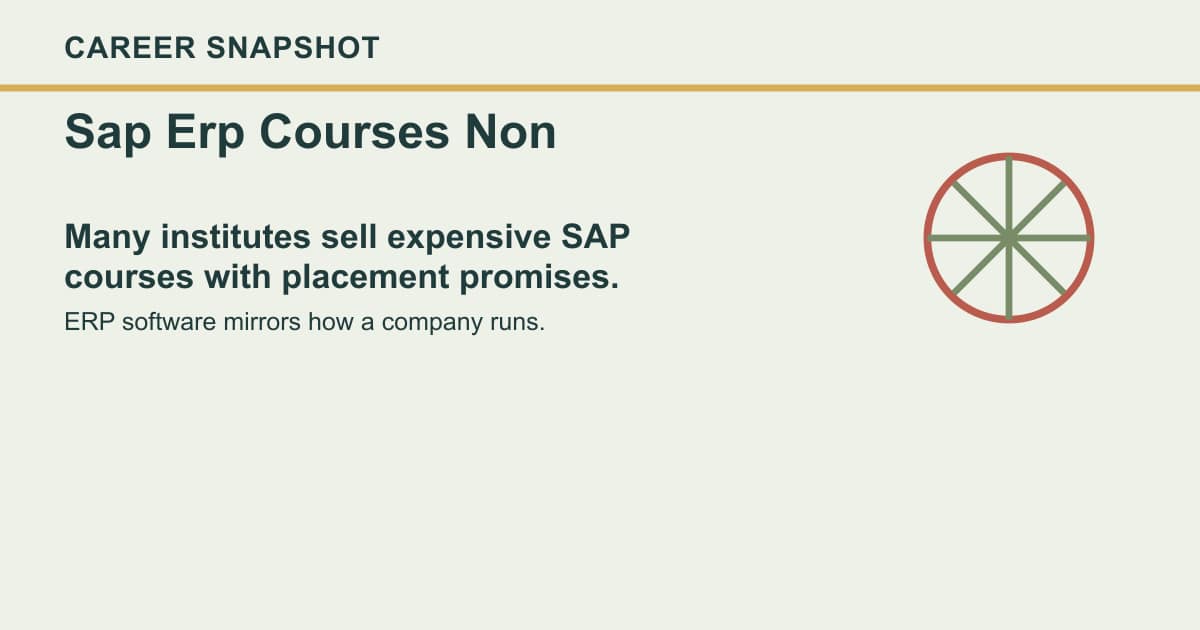 CAREER SNAPSHOT
Sap Erp Courses Non
Many institutes sell expensive SAP
courses with placement promises.
ERP software mirrors how a company runs.